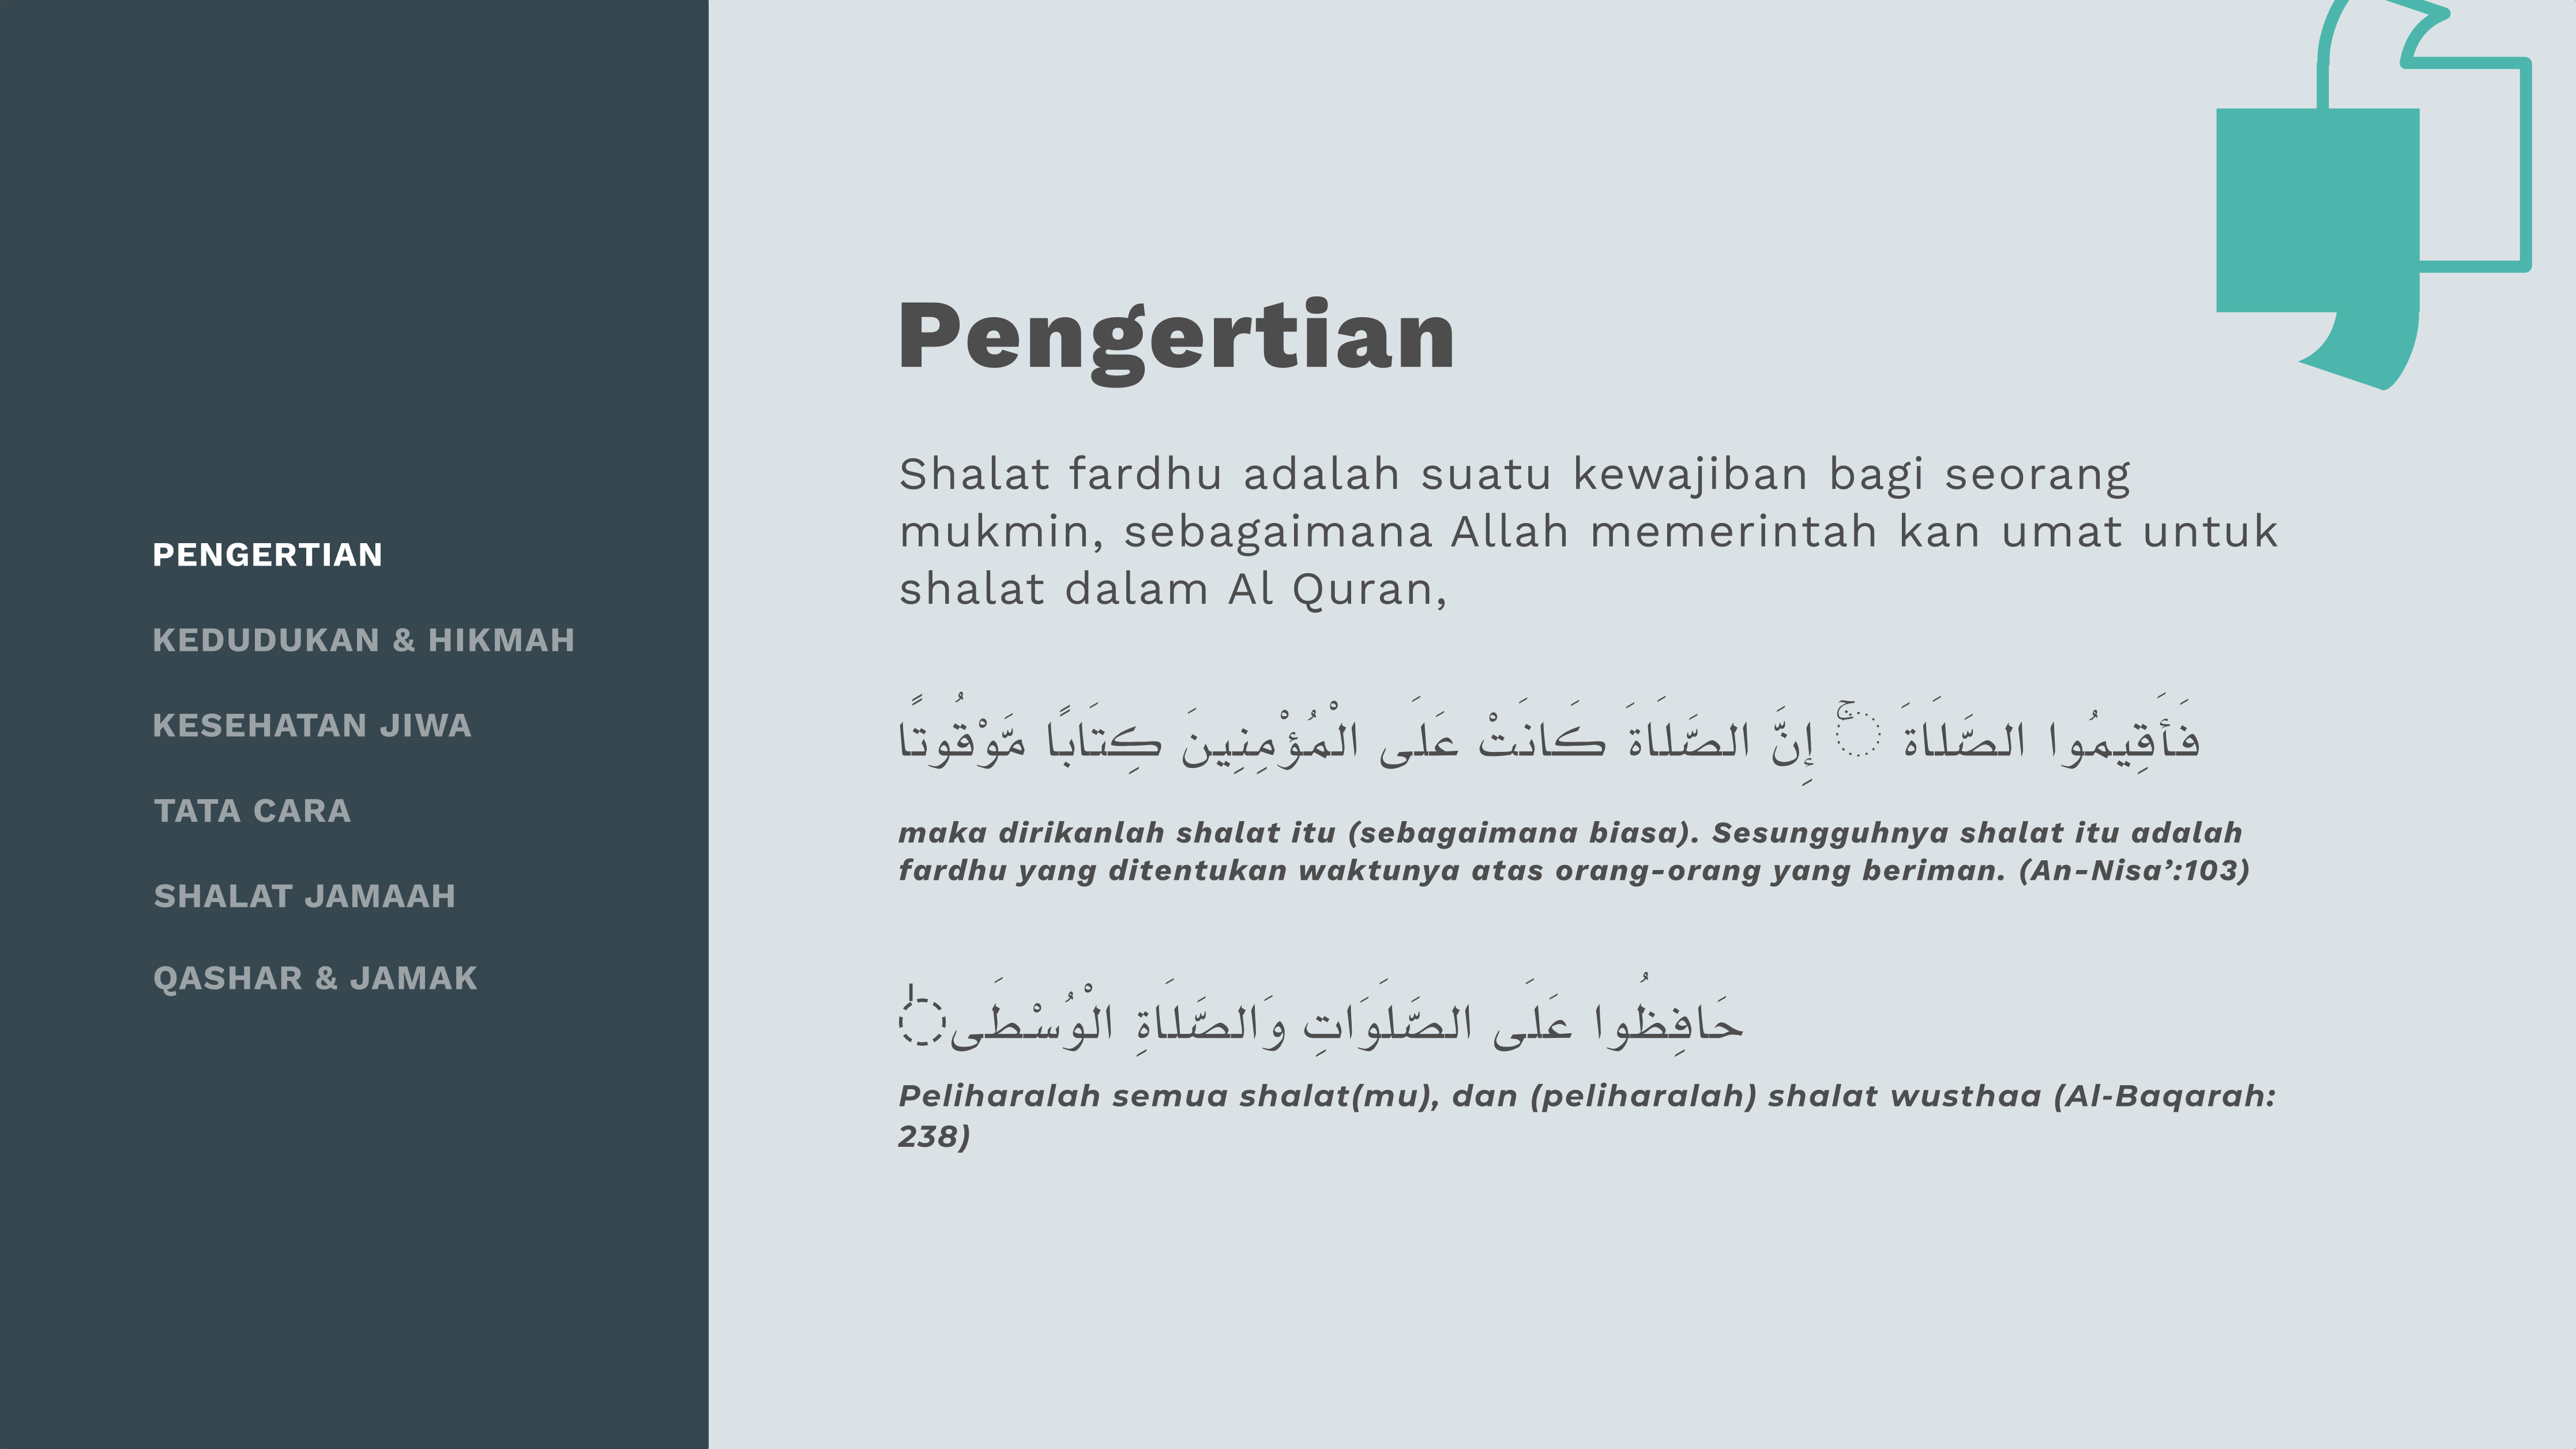 PENGERTIAN
KEDUDUKAN & HIKMAH
KESEHATAN JIWA
TATA CARA
SHALAT JAMAAH
QASHAR & JAMAK
Pengertian
Shalat fardhu adalah suatu kewajiban bagi seorang
mukmin, sebagaimana Allah memerintah kan umat untuk
shalat dalam Al Quran,
فَأَقِيمُوا الصَّلَاةَ ۚ إِنَّ الصَّلَاةَ كَانَتْ عَلَى الْمُؤْمِنِينَ كِتَابًا مَّوْقُوتًا
maka dirikanlah shalat itu (sebagaimana biasa). Sesungguhnya shalat itu adalah
fardhu yang ditentukan waktunya atas orang-orang yang beriman. (An-Nisa’:103)
حَافِظُوا عَلَى الصَّلَوَاتِ وَالصَّلَاةِ الْوُسْطَىٰ
Peliharalah semua shalat(mu), dan (peliharalah) shalat wusthaa (Al-Baqarah:
238)